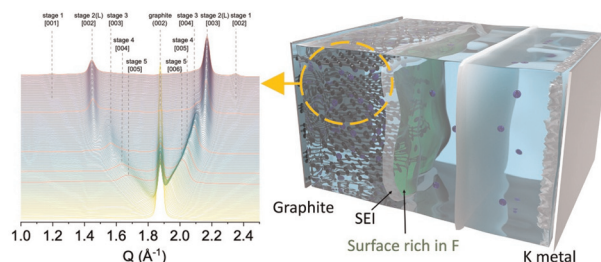 stage 1
[001]
stage 2(L)
[002]
stage 3
[003]
stage 4
[004]
stage 5
[005]
graphite
(002)
stage 3
[004]
stage 4
[005]
stage 5
[006]
stage 2(L)
[003]
stage 1
[002]
1.0 1.2 1.4 1.6 1.8 2.0 2.2 2.4
Q (Å⁻¹)
Graphite
SEI
Surface rich in F
K metal